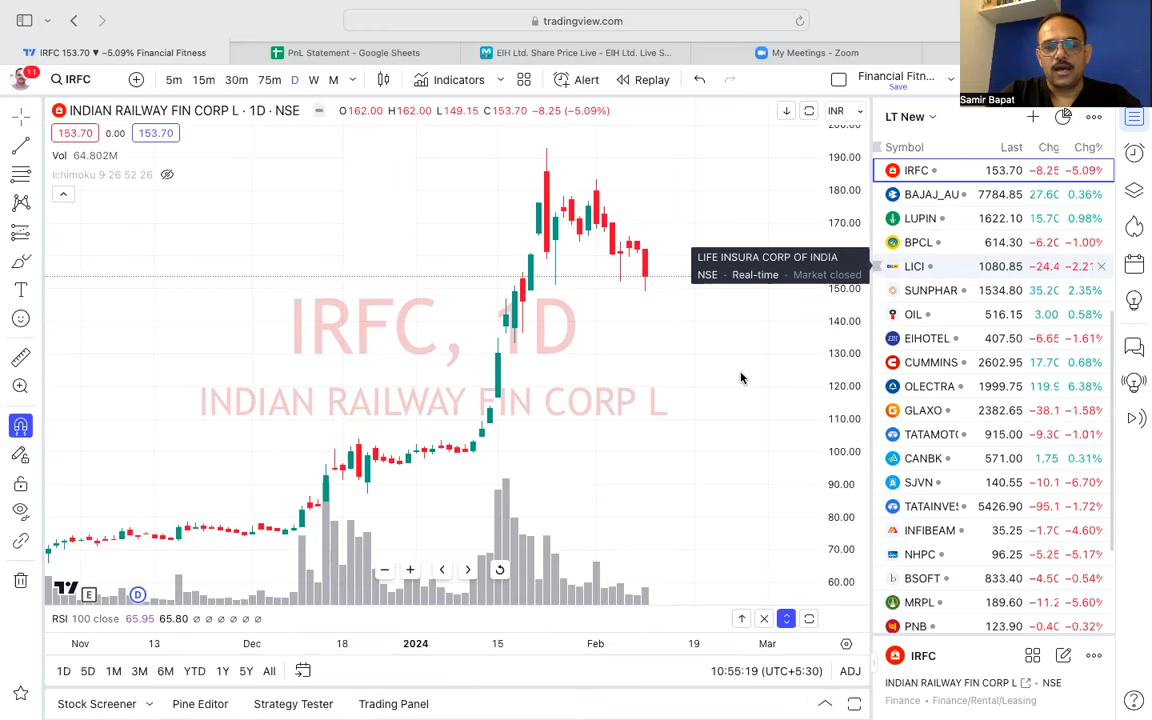 tradingview.com
IRFC 153.70 ▼ −5.09% Financial Fitness
PnL Statement - Google Sheets
EIH Ltd. Share Price Live - EIH Ltd. Live S...
My Meetings - Zoom
11
IRFC
5m 15m 30m 75m D W M
Indicators
Alert
Replay
Financial Fitn...
Save
Samir Bapat
INDIAN RAILWAY FIN CORP L · 1D · NSE
O162.00 H162.00 L149.15 C153.70 −8.25 (−5.09%)
INR
153.70 0.00 153.70
Vol 64.802M
Ichimoku 9 26 52 26
200.00
190.00
180.00
170.00
150.00
140.00
130.00
120.00
110.00
100.00
90.00
80.00
70.00
60.00
IRFC, 1D
INDIAN RAILWAY FIN CORP L
LIFE INSURA CORP OF INDIA
NSE · Real-time · Market closed
E
D
RSI 100 close 65.95 65.80 ∅ ∅ ∅ ∅ ∅ ∅
Nov 13 Dec 18 2024 15 Feb 19 Mar
1D 5D 1M 3M 6M YTD 1Y 5Y All
10:55:19 (UTC+5:30)
ADJ
Stock Screener
Pine Editor
Strategy Tester
Trading Panel
LT New
Symbol Last Chg Chg%
IRFC 153.70 −8.25 −5.09%
BAJAJ_AU 7784.85 27.60 0.36%
LUPIN 1622.10 15.70 0.98%
BPCL 614.30 −6.20 −1.00%
LICI 1080.85 −24.4 −2.21
SUNPHAR 1534.80 35.20 2.35%
OIL 516.15 3.00 0.58%
EIHOTEL 407.50 −6.65 −1.61%
CUMMINS 2602.95 17.70 0.68%
OLECTRA 1999.75 119.9 6.38%
GLAXO 2382.65 −38.1 −1.58%
TATAMOT 915.00 −9.30 −1.01%
CANBK 571.00 1.75 0.31%
SJVN 140.55 −10.1 −6.70%
TATAINVES 5426.90 −95.1 −1.72%
INFIBEAM 35.25 −1.70 −4.60%
NHPC 96.25 −5.25 −5.17%
BSOFT 833.40 −4.50 −0.54%
MRPL 189.60 −11.2 −5.60%
PNB 123.90 −0.40 −0.32%
IRFC
INDIAN RAILWAY FIN CORP L · NSE
Finance · Finance/Rental/Leasing